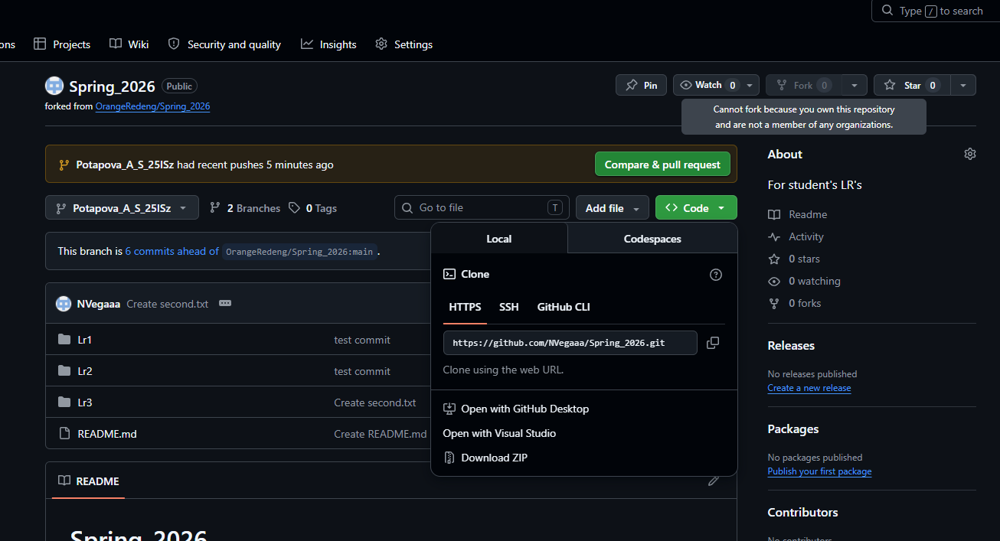 Type / to search
ons Projects Wiki Security and quality Insights Settings
Spring_2026 Public
Pin Watch 0 Fork 0 Star 0
forked from OrangeRedeng/Spring_2026
Cannot fork because you own this repository
and are not a member of any organizations.
Potapova_A_S_25ISz had recent pushes 5 minutes ago
Compare & pull request
Potapova_A_S_25ISz 2 Branches 0 Tags
Go to file T
Add file
Code
This branch is 6 commits ahead of OrangeRedeng/Spring_2026:main .
NVegaaa Create second.txt
Lr1 test commit
Lr2 test commit
Lr3 Create second.txt
README.md Create README.md
Local Codespaces
Clone
HTTPS SSH GitHub CLI
https://github.com/NVegaaa/Spring_2026.git
Clone using the web URL.
Open with GitHub Desktop
Open with Visual Studio
Download ZIP
README
Spring_2026
About
For student's LR's
Readme
Activity
0 stars
0 watching
0 forks
Releases
No releases published
Create a new release
Packages
No packages published
Publish your first package
Contributors
No contributors